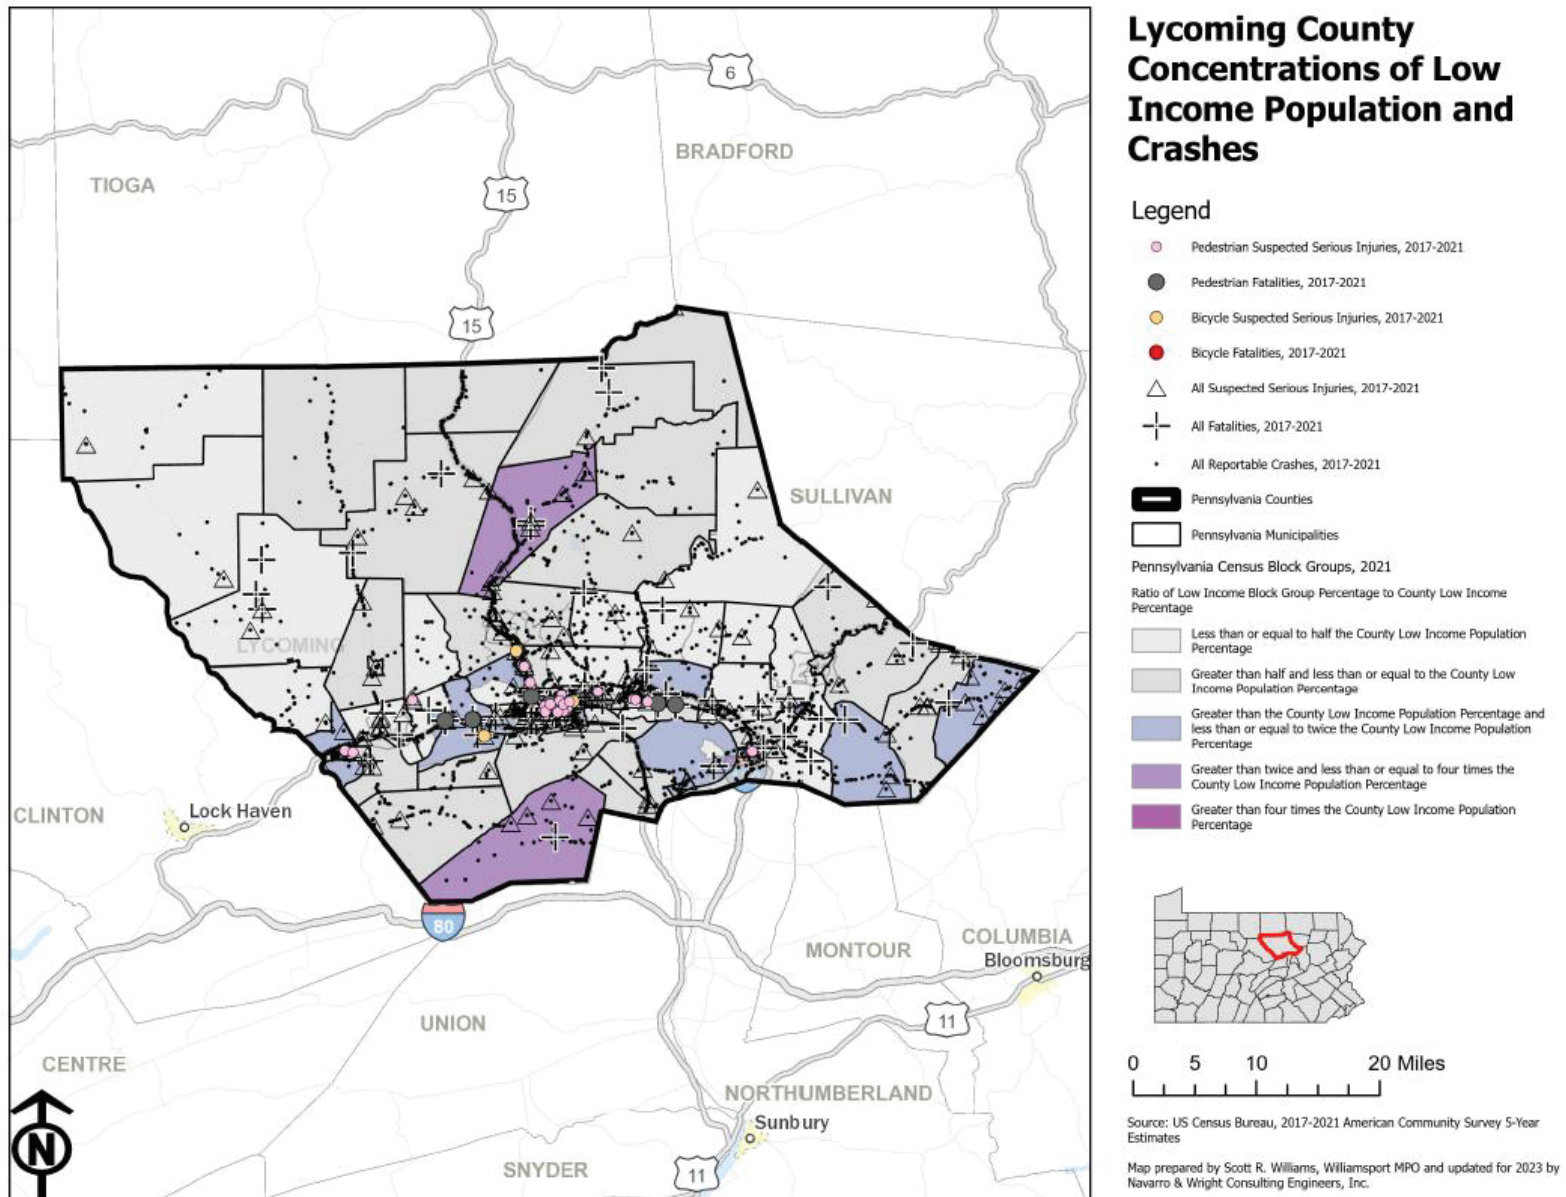 Lycoming County
Concentrations of Low
Income Population and
Crashes
Legend
Pedestrian Suspected Serious Injuries, 2017-2021
Pedestrian Fatalities, 2017-2021
Bicycle Suspected Serious Injuries, 2017-2021
Bicycle Fatalities, 2017-2021
All Suspected Serious Injuries, 2017-2021
All Fatalities, 2017-2021
All Reportable Crashes, 2017-2021
Pennsylvania Counties
Pennsylvania Municipalities
Pennsylvania Census Block Groups, 2021
Ratio of Low Income Block Group Percentage to County Low Income
Percentage
Less than or equal to half the County Low Income Population
Percentage
Greater than half and less than or equal to the County Low
Income Population Percentage
Greater than the County Low Income Population Percentage and
less than or equal to twice the County Low Income Population
Percentage
Greater than twice and less than or equal to four times the
County Low Income Population Percentage
Greater than four times the County Low Income Population
Percentage
0 5 10 20 Miles
Source: US Census Bureau, 2017-2021 American Community Survey 5-Year
Estimates
Map prepared by Scott R. Williams, Williamsport MPO and updated for 2023 by
Navarro & Wright Consulting Engineers, Inc.
6
BRADFORD
TIOGA
15
15
SULLIVAN
LYCOMING
CLINTON
Lock Haven
80
MONTOUR
COLUMBIA
Bloomsburg
UNION
11
CENTRE
NORTHUMBERLAND
Sunbury
N
SNYDER
11